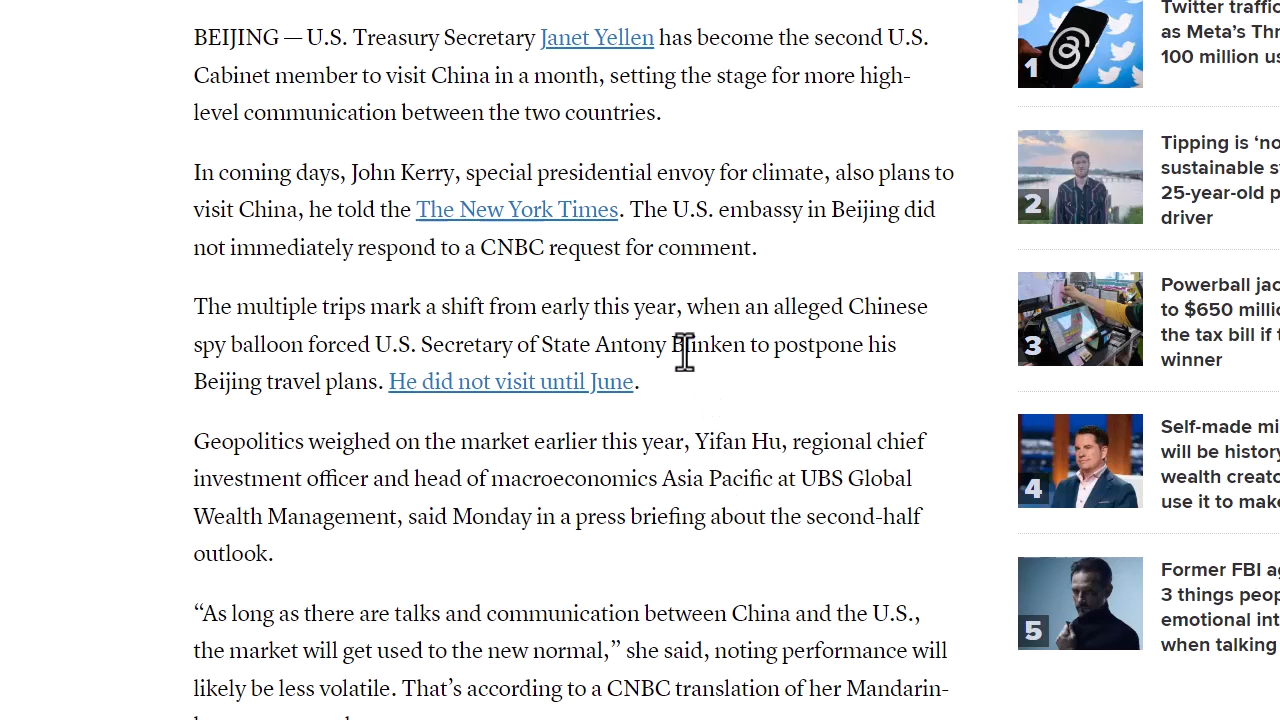 BEIJING — U.S. Treasury Secretary Janet Yellen has become the second U.S.
Cabinet member to visit China in a month, setting the stage for more high-
level communication between the two countries.
In coming days, John Kerry, special presidential envoy for climate, also plans to
visit China, he told the The New York Times. The U.S. embassy in Beijing did
not immediately respond to a CNBC request for comment.
The multiple trips mark a shift from early this year, when an alleged Chinese
spy balloon forced U.S. Secretary of State Antony Blinken to postpone his
Beijing travel plans. He did not visit until June.
Geopolitics weighed on the market earlier this year, Yifan Hu, regional chief
investment officer and head of macroeconomics Asia Pacific at UBS Global
Wealth Management, said Monday in a press briefing about the second-half
outlook.
“As long as there are talks and communication between China and the U.S.,
the market will get used to the new normal,” she said, noting performance will
likely be less volatile. That’s according to a CNBC translation of her Mandarin-
1
Twitter traffic
as Meta’s Thr
100 million us
2
Tipping is ‘no
sustainable s
25-year-old p
driver
3
Powerball jac
to $650 millio
the tax bill if t
winner
4
Self-made mi
will be history
wealth creato
use it to make
5
Former FBI ag
3 things peop
emotional int
when talking